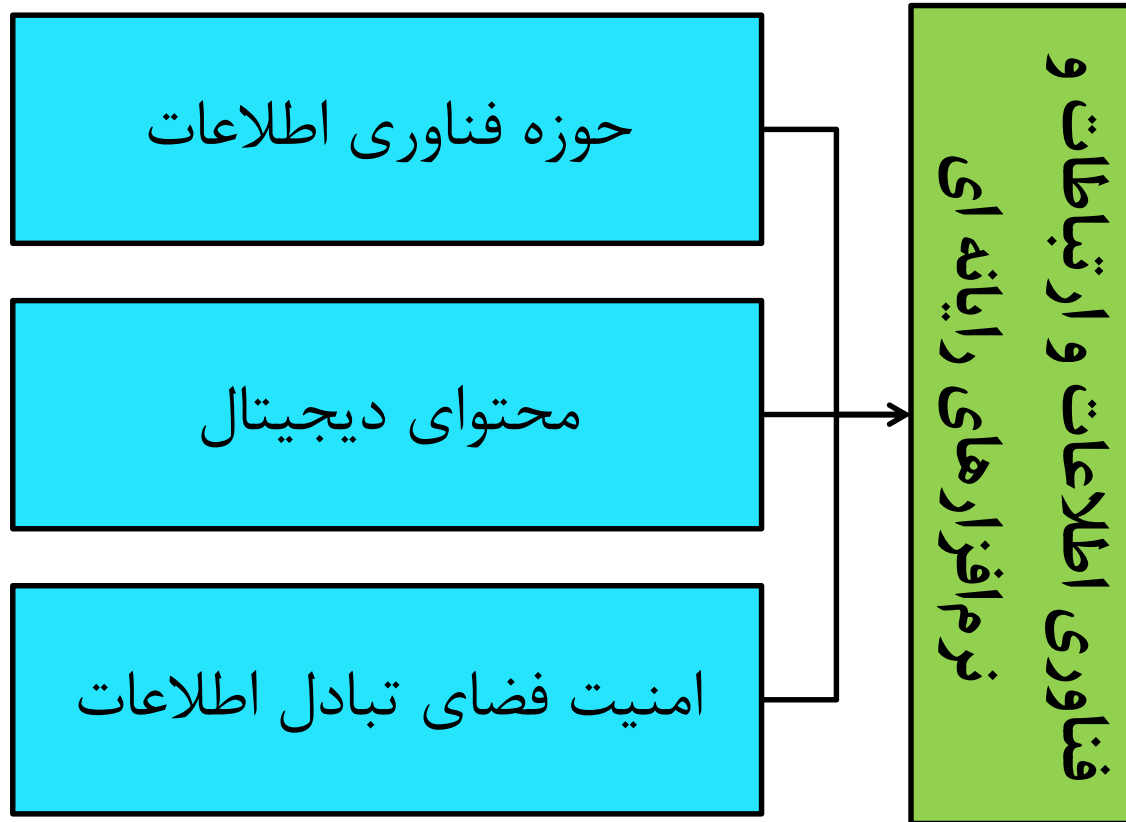 فناوری اطلاعات و ارتباطات و
نرم‌افزارهای رایانه ای
حوزه فناوری اطلاعات
محتوای دیجیتال
امنیت فضای تبادل اطلاعات